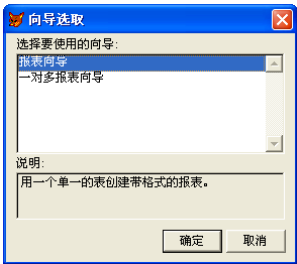 向导选取
选择要使用的向导:
报表向导
一对多报表向导
说明:
用一个单一的表创建带格式的报表。
确定
取消